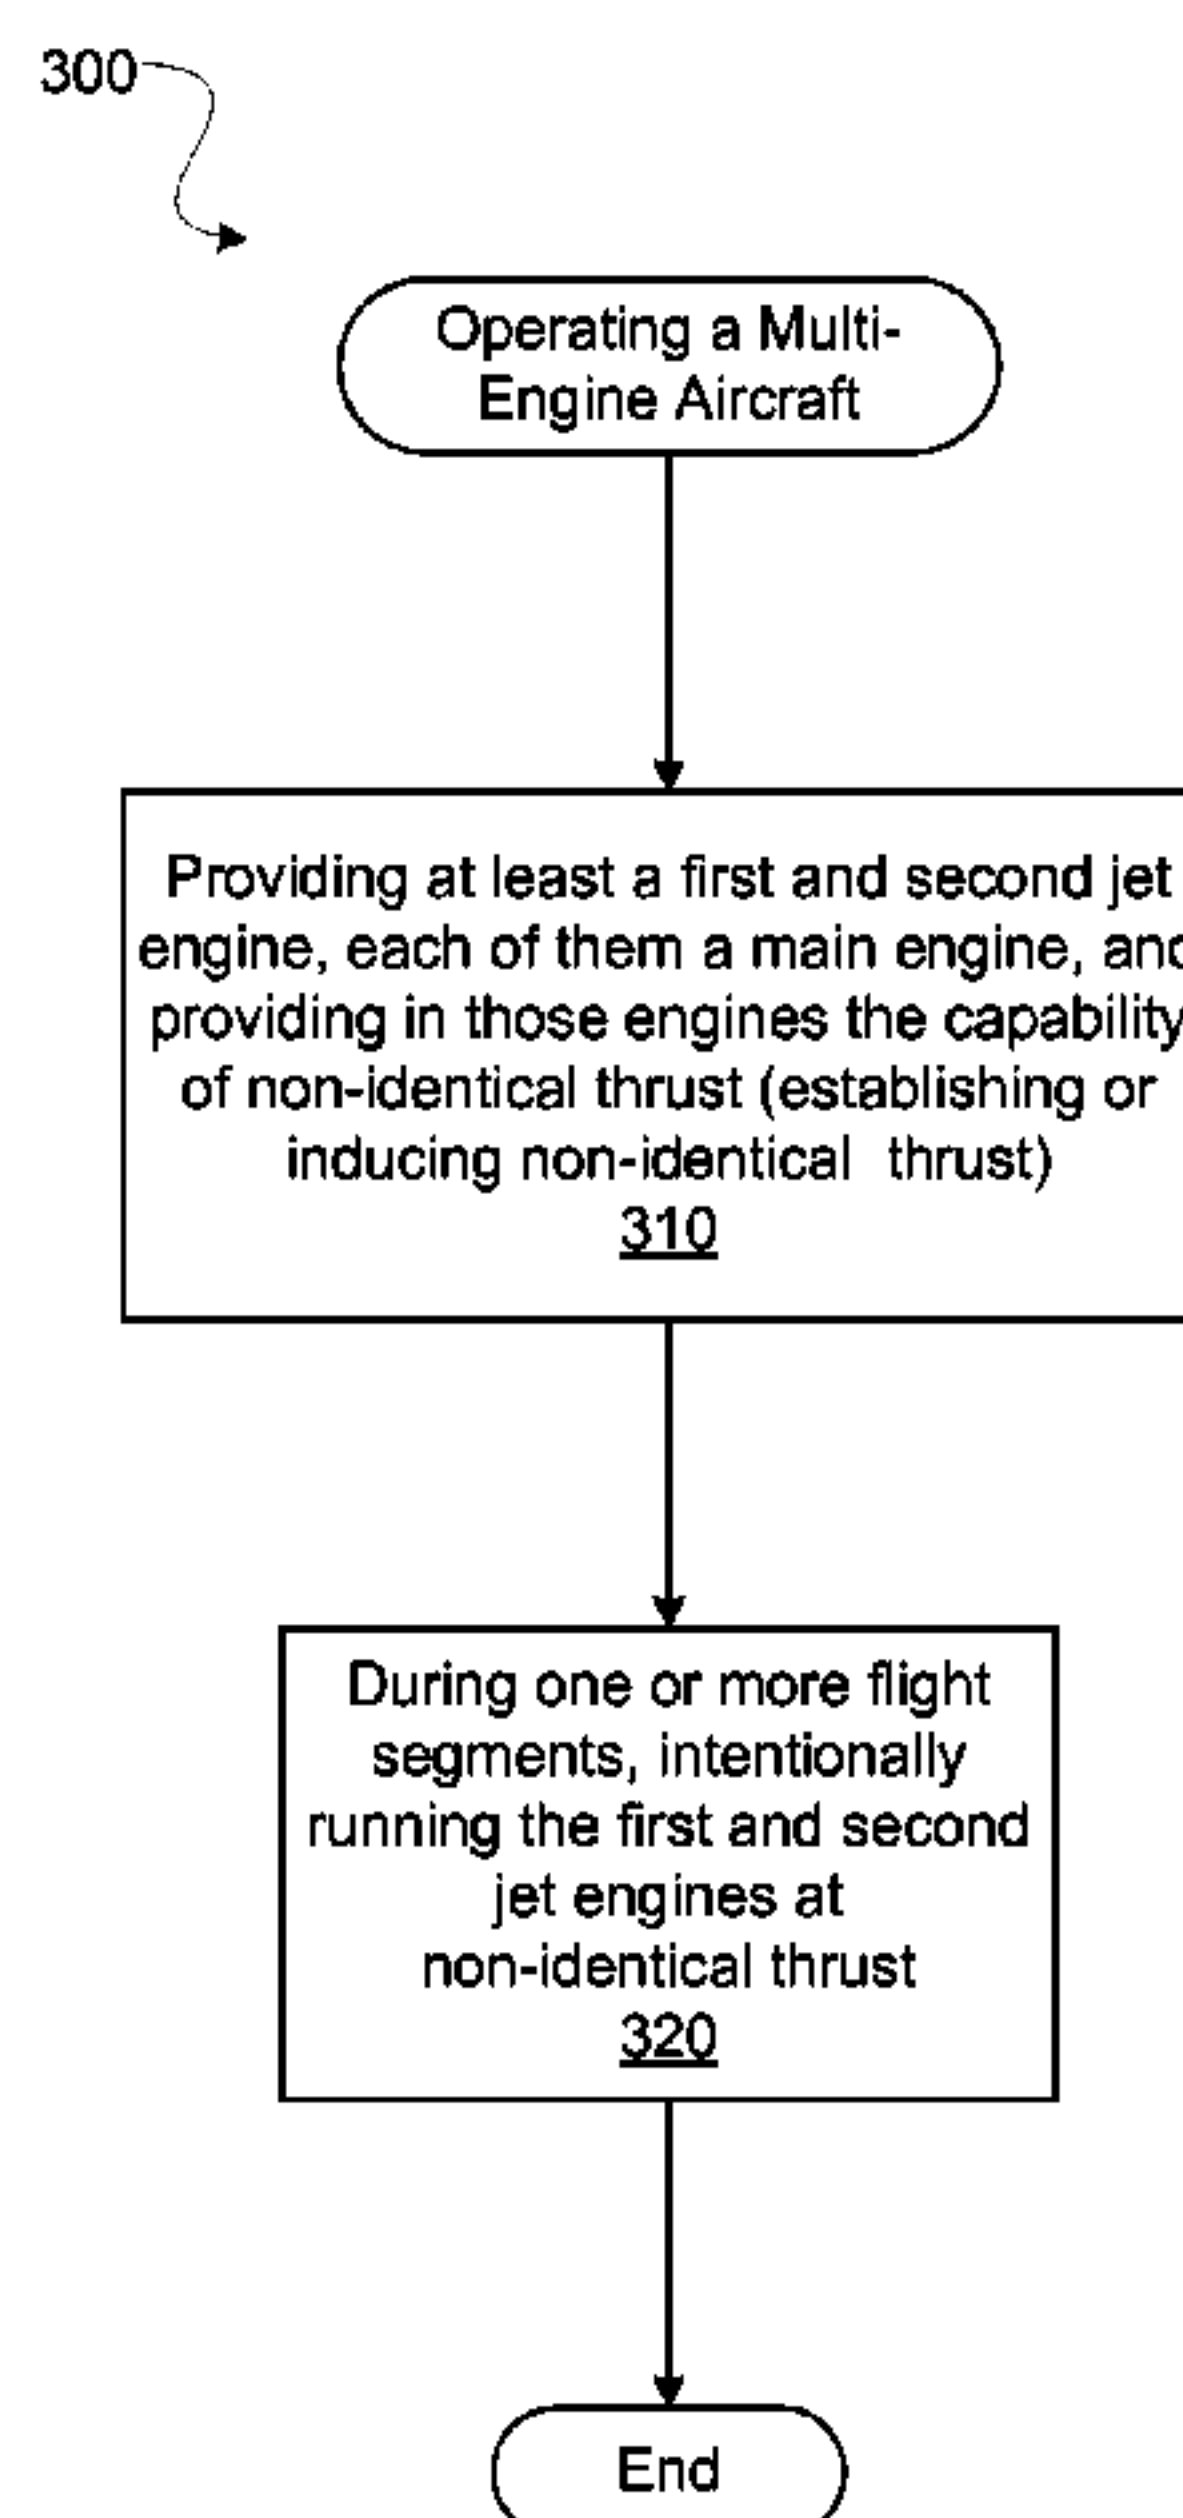 300
Operating a Multi-
Engine Aircraft
Providing at least a first and second jet
engine, each of them a main engine, and
providing in those engines the capability
of non-identical thrust (establishing or
inducing non-identical thrust)
310
During one or more flight
segments, intentionally
running the first and second
jet engines at
non-identical thrust
320
End